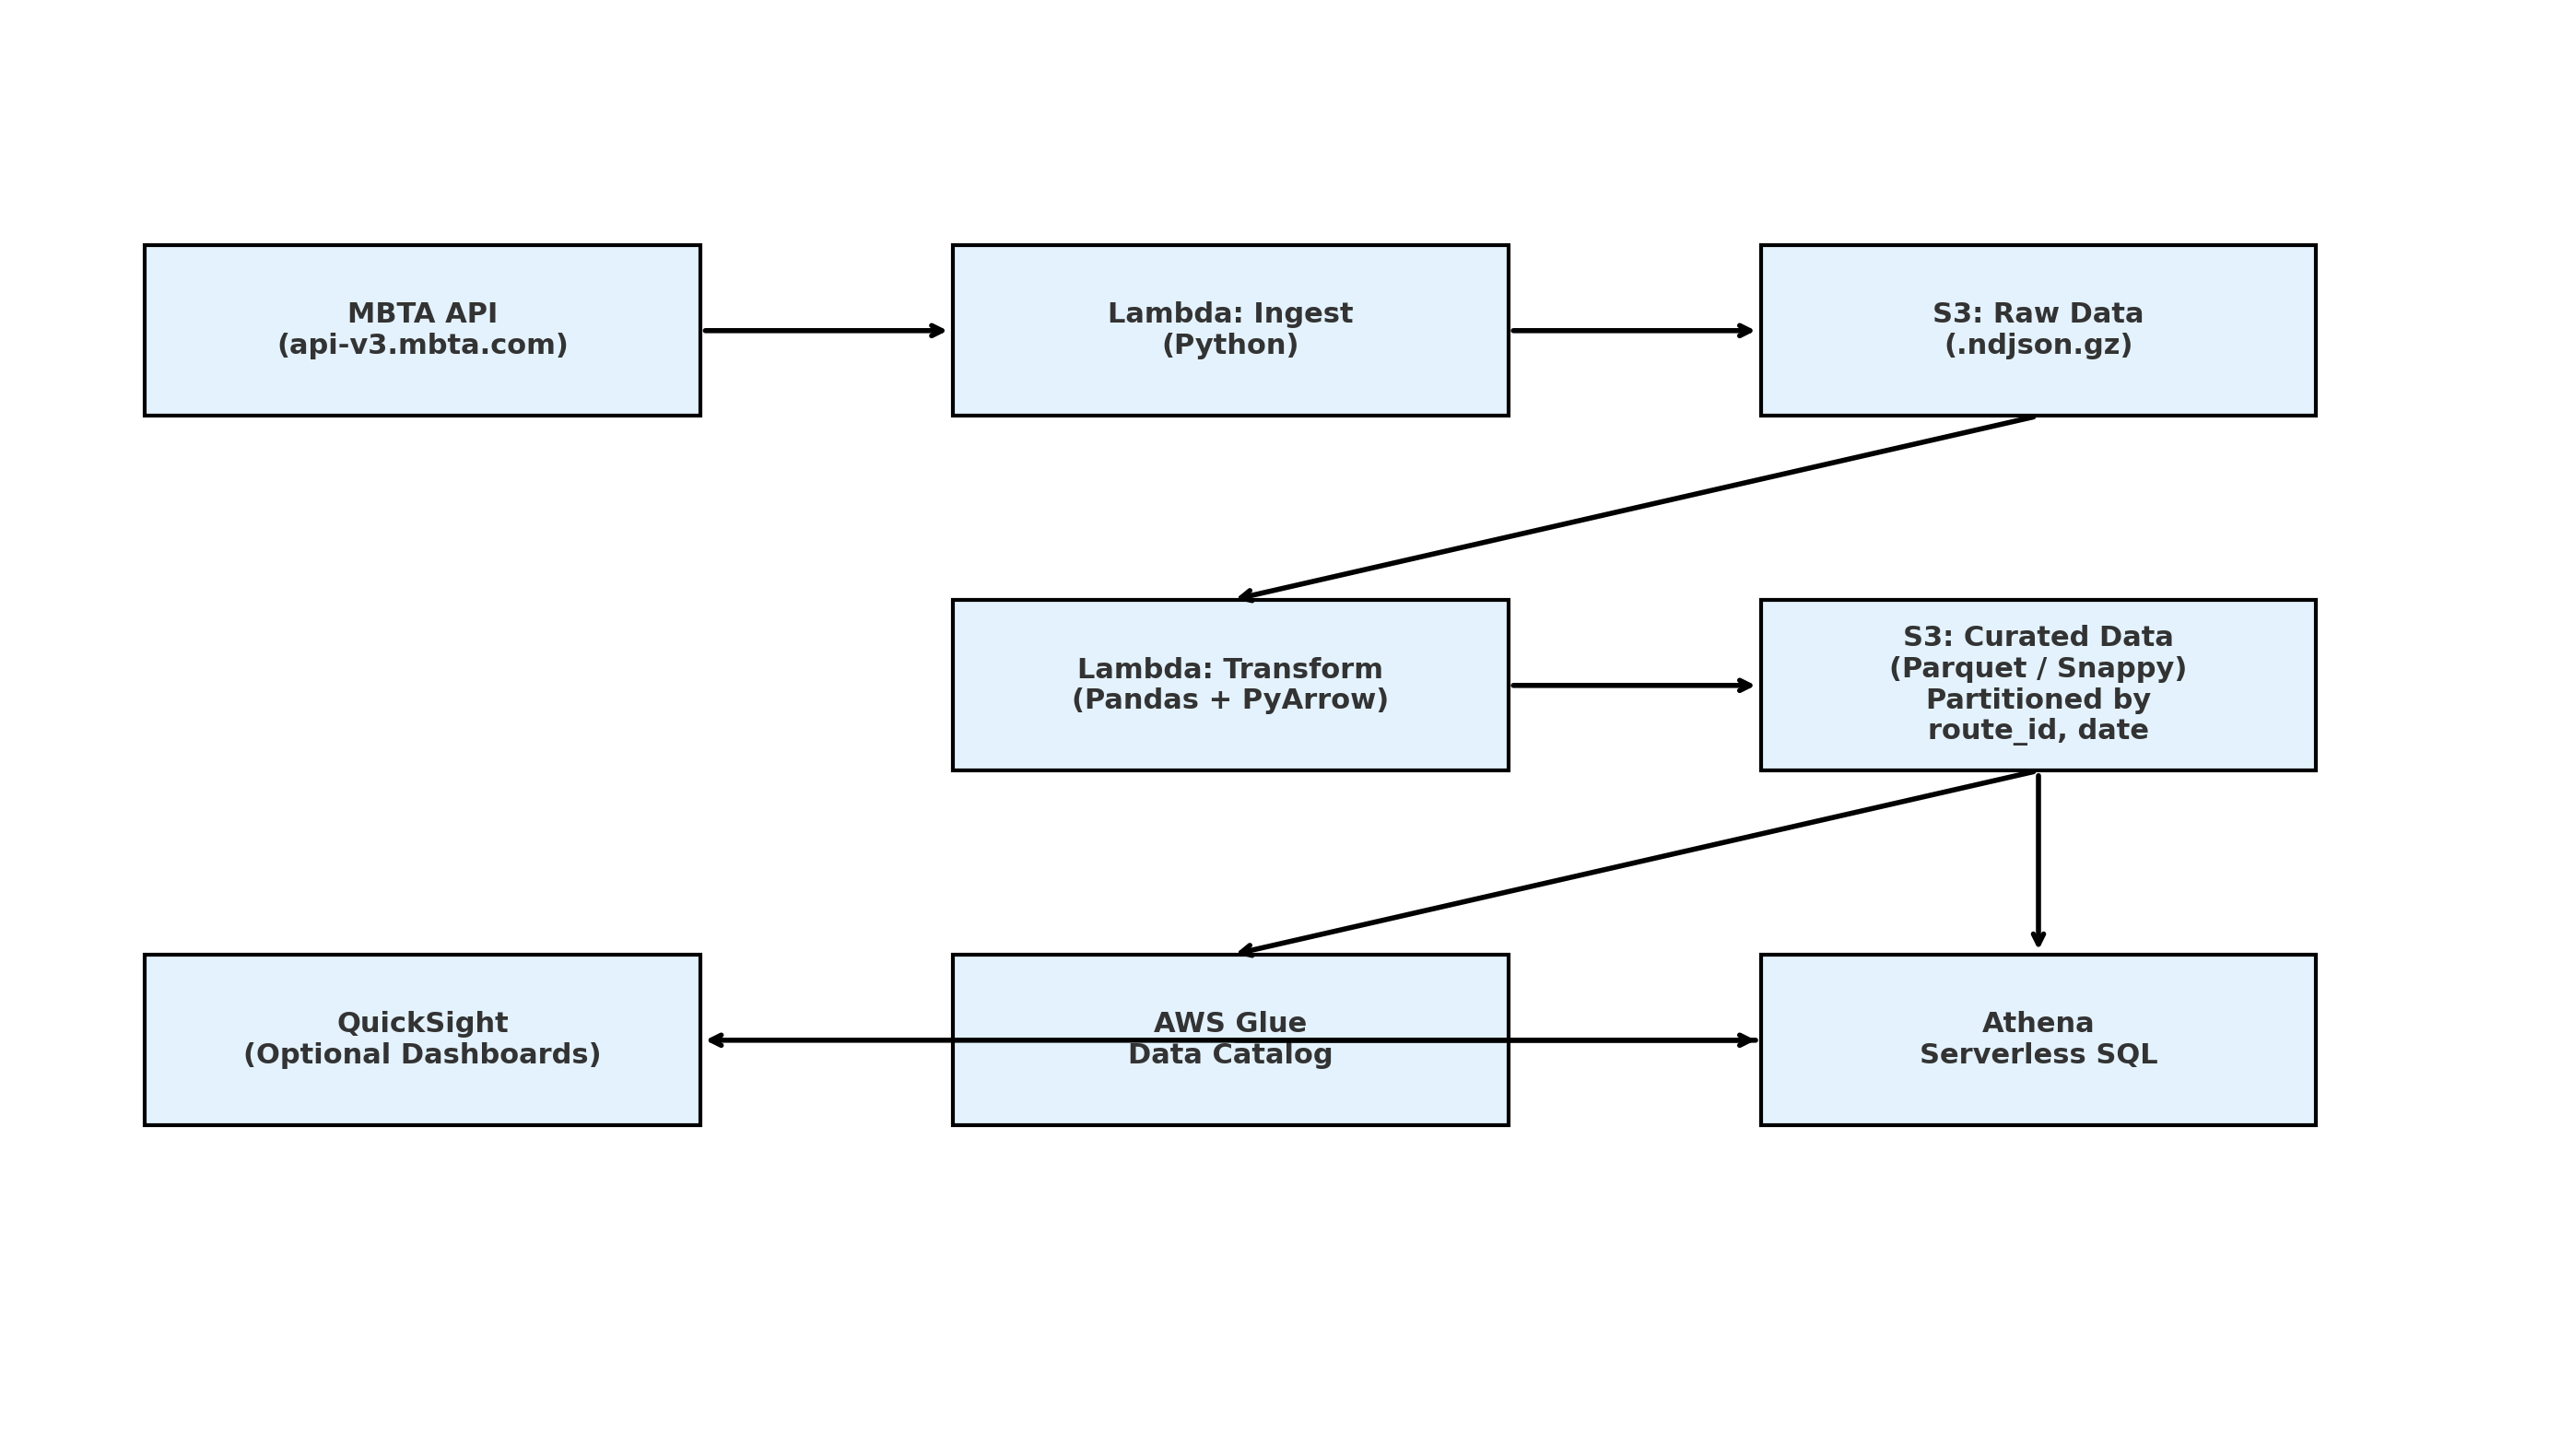 MBTA API
(api-v3.mbta.com)
Lambda: Ingest
(Python)
S3: Raw Data
(.ndjson.gz)
Lambda: Transform
(Pandas + PyArrow)
S3: Curated Data
(Parquet / Snappy)
Partitioned by
route_id, date
QuickSight
(Optional Dashboards)
AWS Glue
Data Catalog
Athena
Serverless SQL